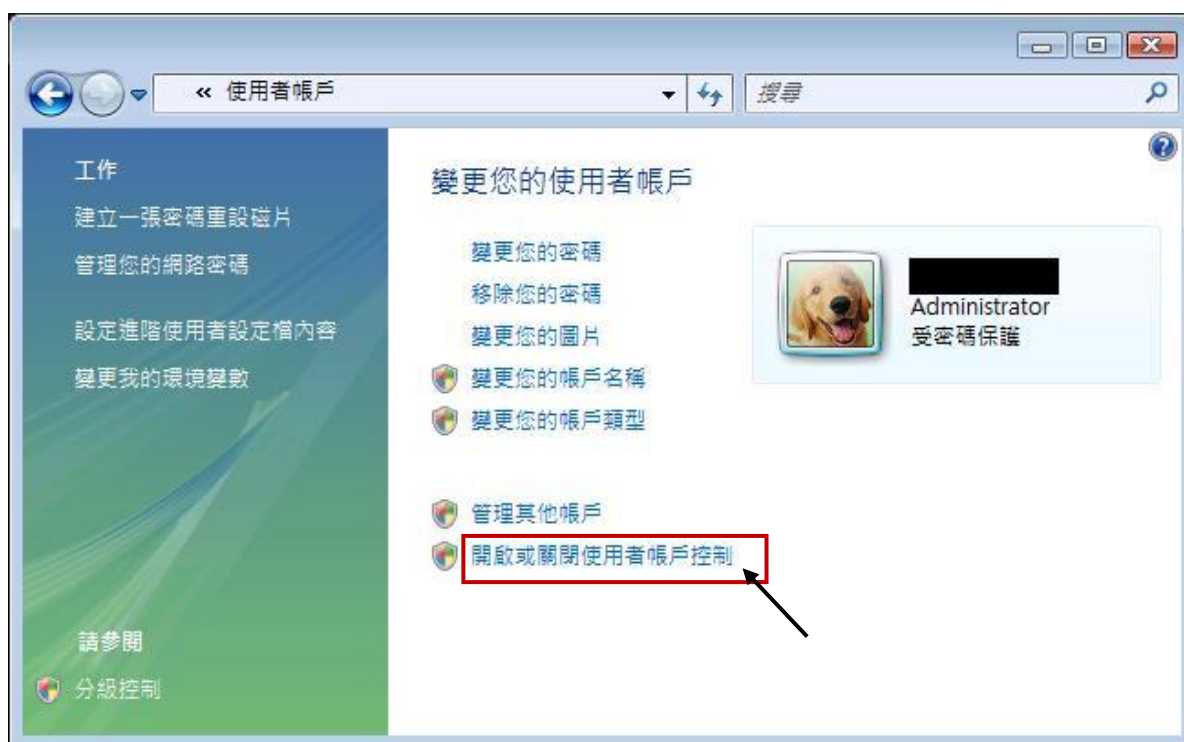 « 使用者帳戶
搜尋
工作
建立一張密碼重設磁片
管理您的網路密碼
設定進階使用者設定檔內容
變更我的環境變數
請參閱
分級控制
變更您的使用者帳戶
變更您的密碼
移除您的密碼
變更您的圖片
變更您的帳戶名稱
變更您的帳戶類型
管理其他帳戶
開啟或關閉使用者帳戶控制
Administrator
受密碼保護